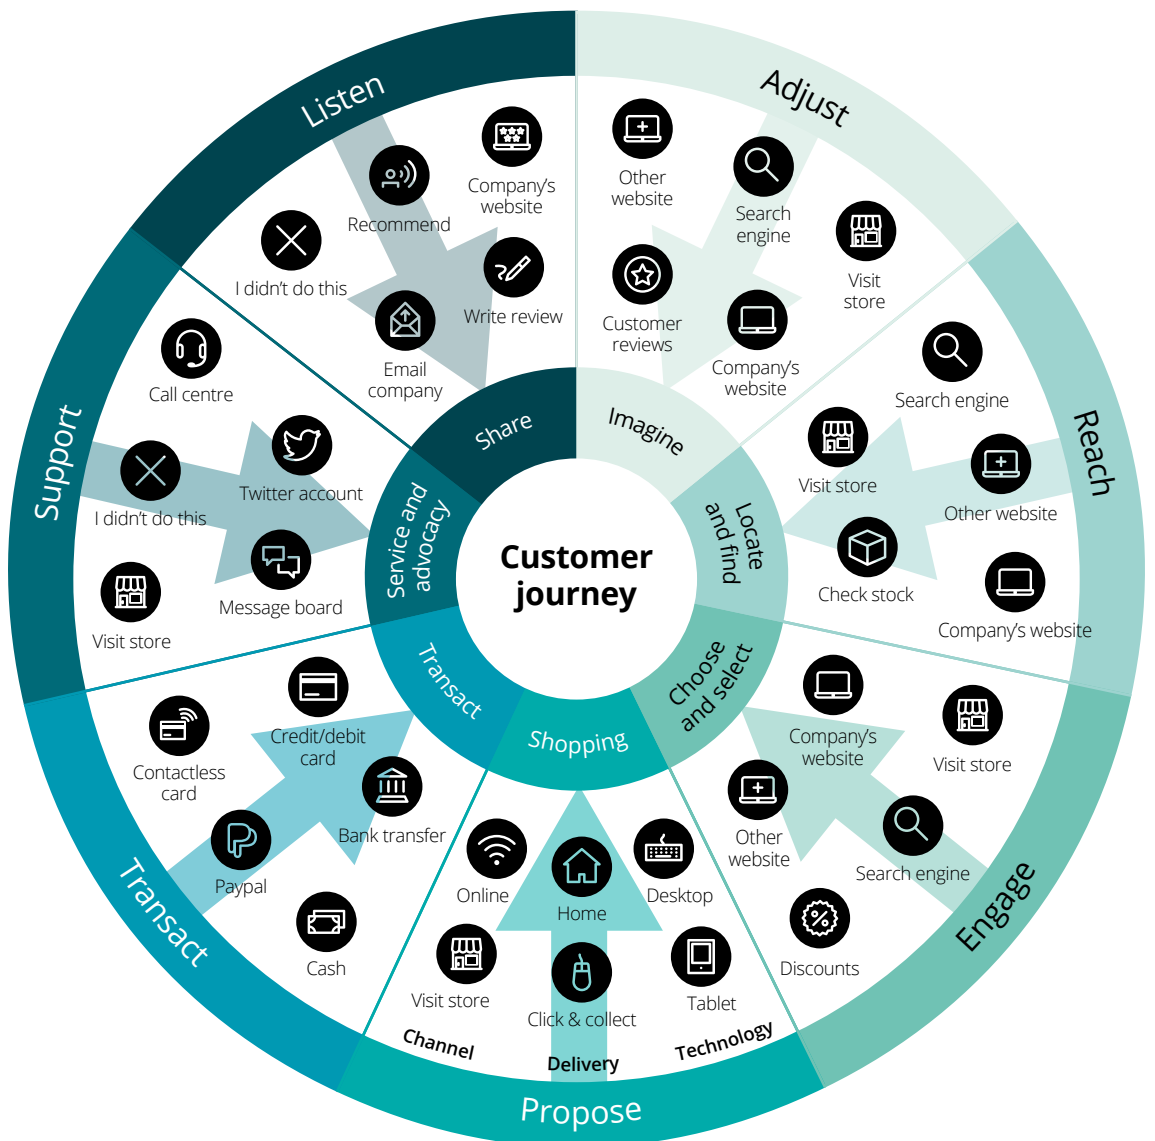 Customer
journey
Adjust
Imagine
Other
website
Search
engine
Visit
store
Customer
reviews
Company's
website
Reach
Locate
and find
Search engine
Visit store
Other website
Check stock
Company's website
Engage
Choose
and select
Company's
website
Visit store
Other
website
Search engine
Discounts
Propose
Shopping
Online
Home
Desktop
Visit store
Click & collect
Tablet
Channel
Delivery
Technology
Transact
Transact
Credit/debit
card
Contactless
card
Bank transfer
Paypal
Cash
Support
Service and
advocacy
Call centre
Twitter account
I didn't do this
Message board
Visit store
Listen
Share
Company's
website
Recommend
I didn't do this
Write review
Email
company